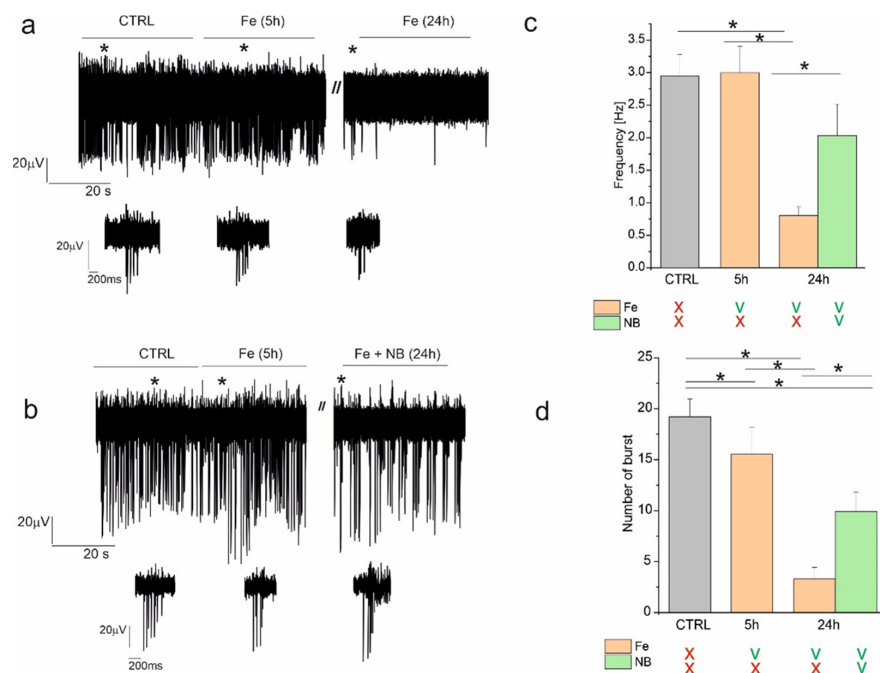 a
CTRL Fe (5h) Fe (24h)
* * *
//
20μV
20 s
20μV
200ms
b
CTRL Fe (5h) Fe + NB (24h)
* * *
//
20μV
20 s
20μV
200ms
c
*
*
*
Frequency [Hz]
3.5
3.0
2.5
2.0
1.5
1.0
0.5
0.0
CTRL 5h 24h
Fe X V V V
NB X X X V
d
*
* *
* *
Number of burst
25
20
15
10
5
0
CTRL 5h 24h
Fe X V V V
NB X X X V